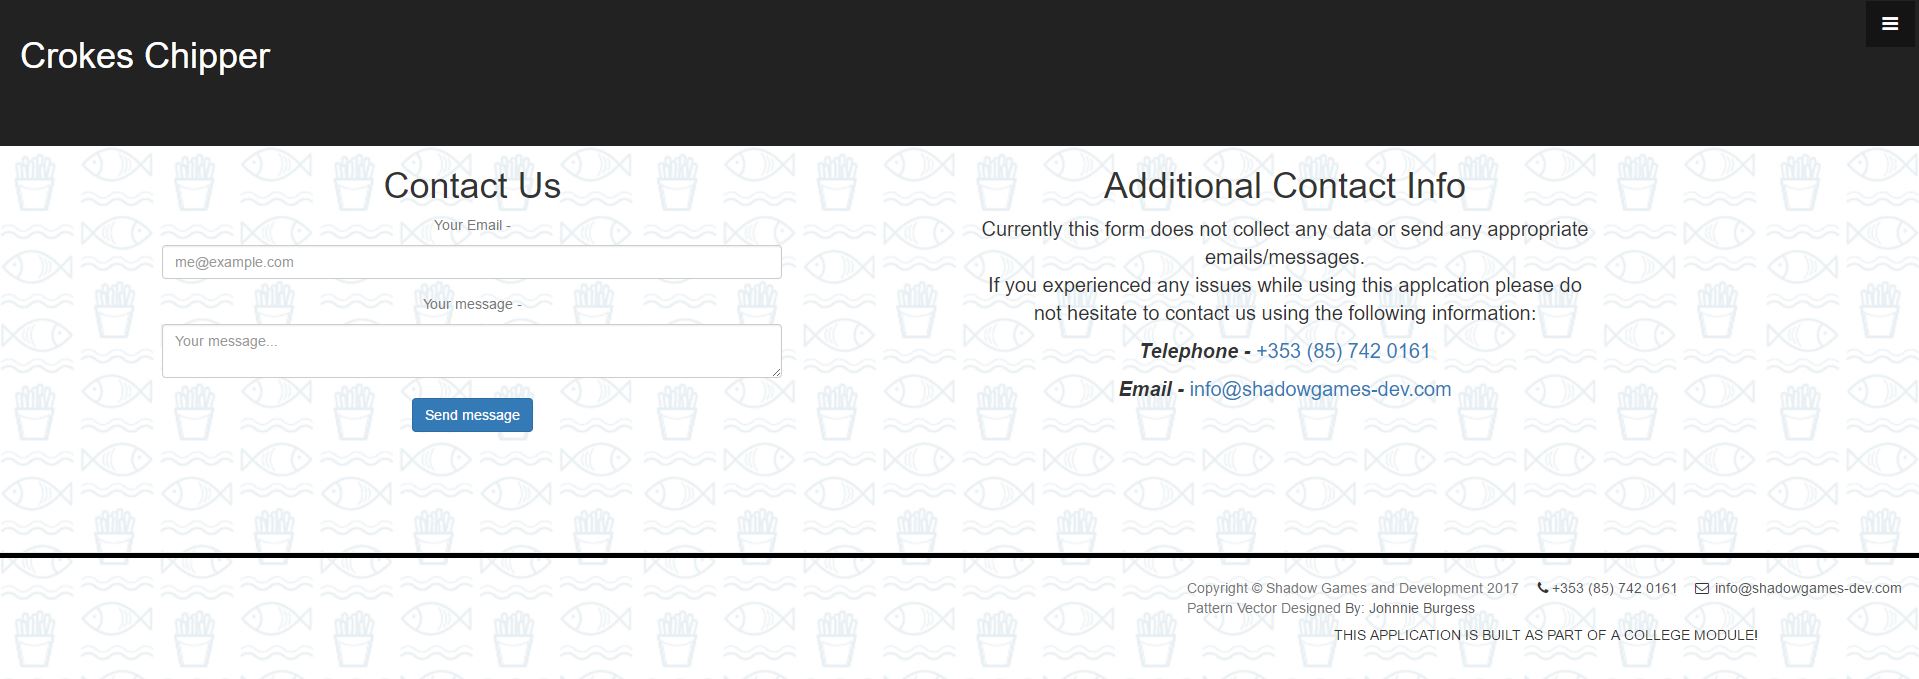 Crokes Chipper
Contact Us
Your Email -
me@example.com
Your message -
Your message...
Send message
Additional Contact Info
Currently this form does not collect any data or send any appropriate
emails/messages.
If you experienced any issues while using this applcation please do
not hesitate to contact us using the following information:
Telephone - +353 (85) 742 0161
Email - info@shadowgames-dev.com
Copyright © Shadow Games and Development 2017 +353 (85) 742 0161 info@shadowgames-dev.com
Pattern Vector Designed By: Johnnie Burgess
THIS APPLICATION IS BUILT AS PART OF A COLLEGE MODULE!